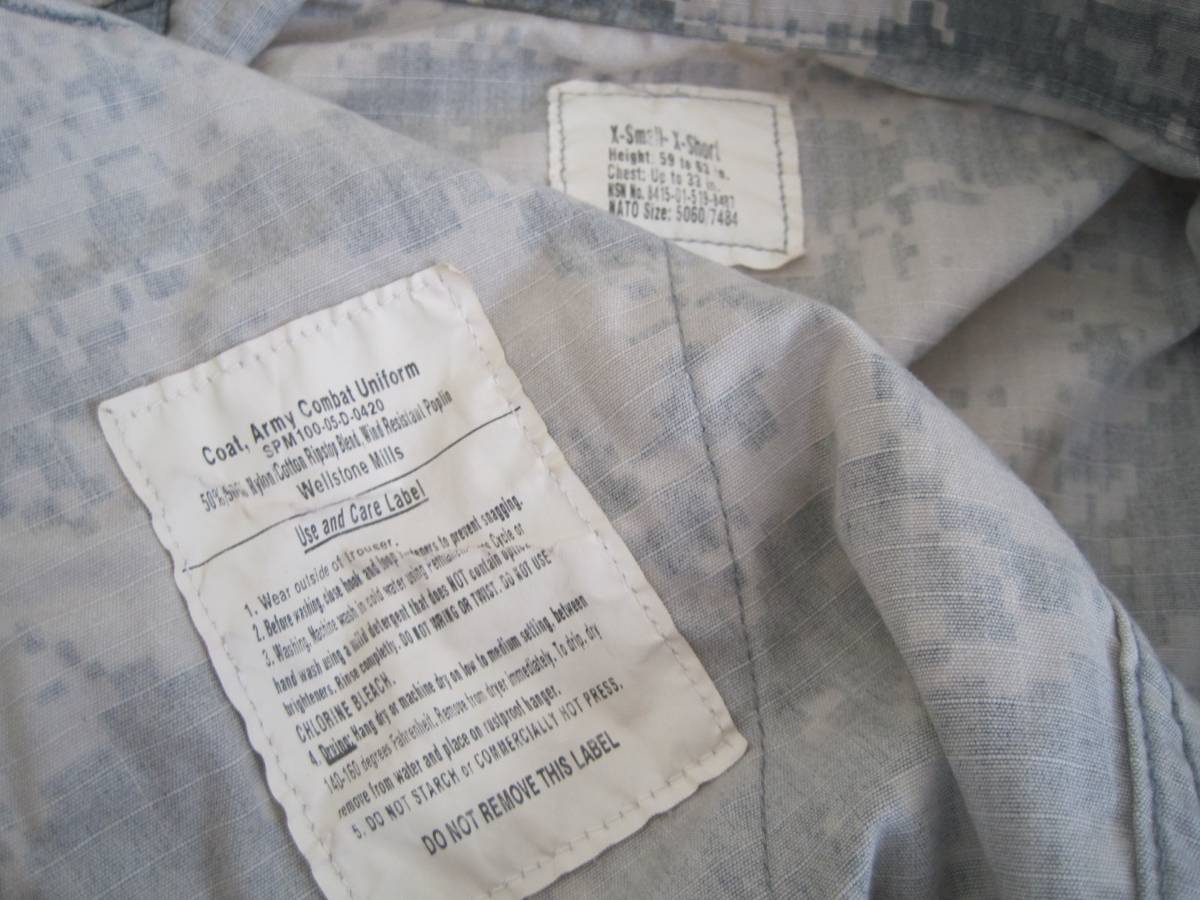 X-Small- X-Short
Height: 59 to 63 in.
Chest: Up to 33 in.
NSN No. 8415-01-519-8497
NATO Size: 5060/7484
Coat, Army Combat Uniform
SPM100-05-D-0420
50%/50% Nylon/Cotton Ripstop Blend, Wind Resistant Poplin
Wellstone Mills
Use and Care Label
1. Wear outside of trouser.
2. Before washing close hook and loop fasteners to prevent snagging.
3. Washing: Machine wash in cold water using Permanent Cycle or
hand wash using a mild detergent that does NOT contain optical
brighteners. Rinse completly. DO NOT WRING OR TWIST. DO NOT USE
CHLORINE BLEACH.
4. Drying: Hang dry or machine dry on low to medium setting, between
140-160 degrees Fahrenheit. Remove from dryer immediately. To drip, dry
remove from water and place on rustproof hanger.
5. DO NOT STARCH or COMMERCIALLY HOT PRESS.
DO NOT REMOVE THIS LABEL